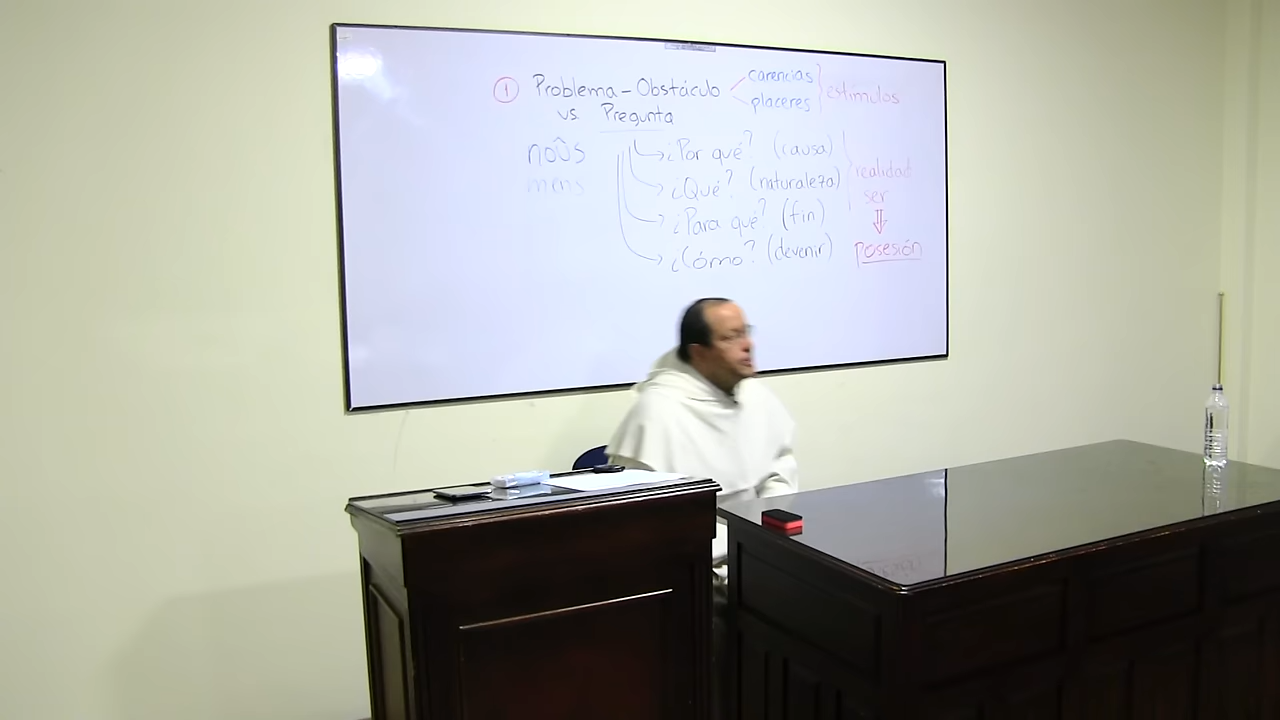 ① Problema - Obstáculo carencias placeres } estímulos
vs. Pregunta
noûs
mens
¿Por qué? (causa)
¿Qué? (naturaleza)
¿Para qué? (fin)
¿Cómo? (devenir)
realidad
ser
⇓
posesión